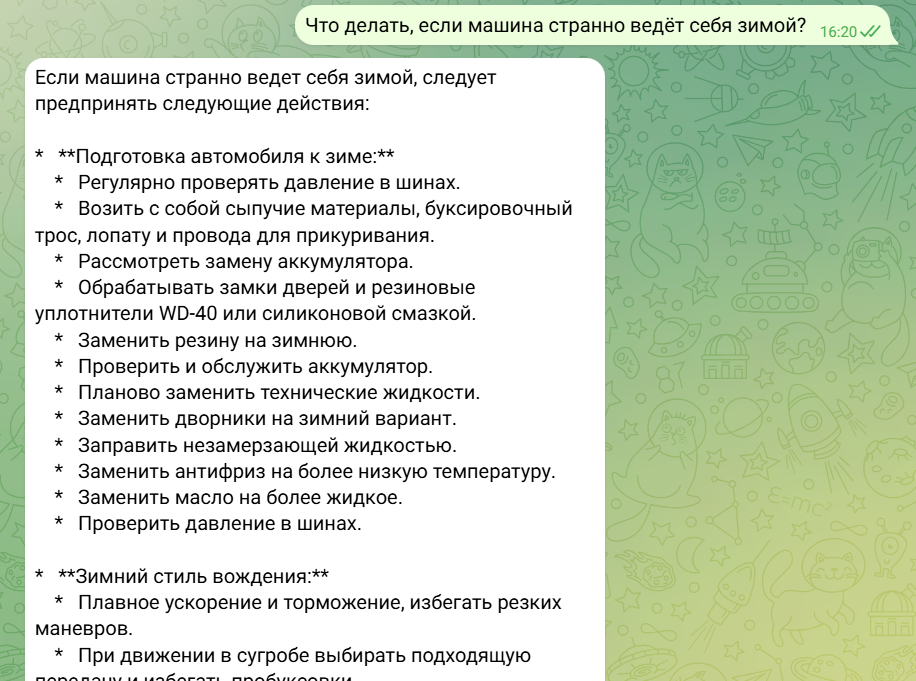 Что делать, если машина странно ведёт себя зимой? 16:20
Если машина странно ведет себя зимой, следует
предпринять следующие действия:
* **Подготовка автомобиля к зиме:**
* Регулярно проверять давление в шинах.
* Возить с собой сыпучие материалы, буксировочный
трос, лопату и провода для прикуривания.
* Рассмотреть замену аккумулятора.
* Обрабатывать замки дверей и резиновые
уплотнители WD-40 или силиконовой смазкой.
* Заменить резину на зимнюю.
* Проверить и обслужить аккумулятор.
* Планово заменить технические жидкости.
* Заменить дворники на зимний вариант.
* Заправить незамерзающей жидкостью.
* Заменить антифриз на более низкую температуру.
* Заменить масло на более жидкое.
* Проверить давление в шинах.
* **Зимний стиль вождения:**
* Плавное ускорение и торможение, избегать резких
маневров.
* При движении в сугробе выбирать подходящую
передачу и избегать пробуксовки